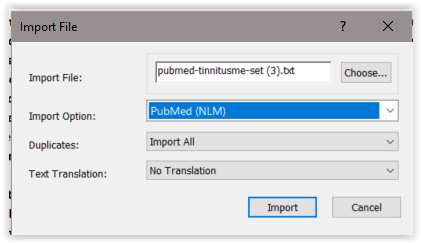 Import File
?
Import File: pubmed-tinnitusme-set (3).txt Choose...
Import Option: PubMed (NLM)
Duplicates: Import All
Text Translation: No Translation
Import Cancel